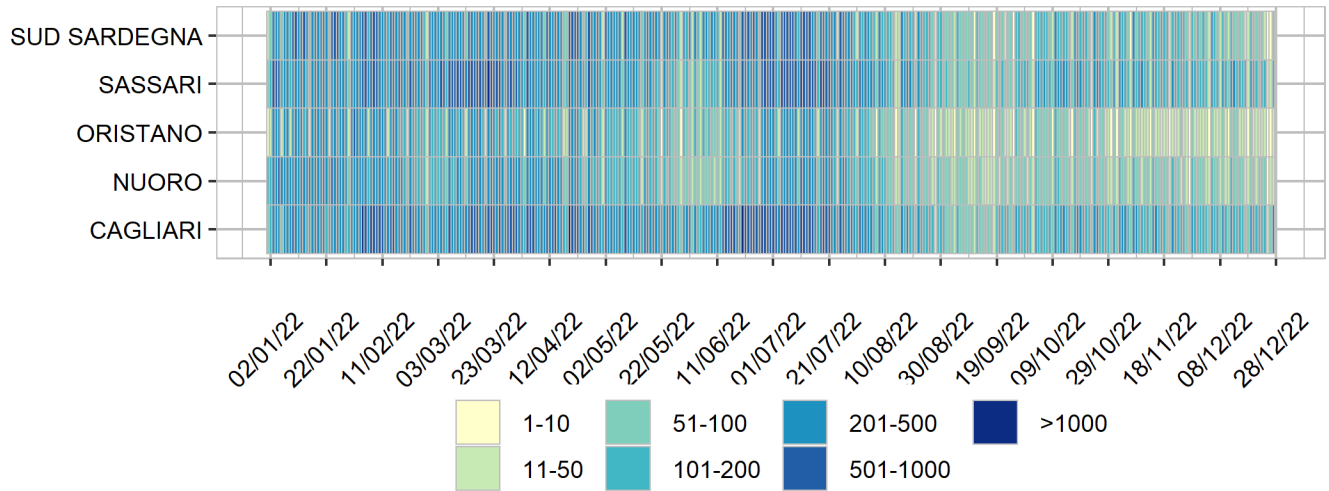 SUD SARDEGNA
SASSARI
ORISTANO
NUORO
CAGLIARI
02/01/22 22/01/22 11/02/22 03/03/22 23/03/22 12/04/22 02/05/22 22/05/22 11/06/22 01/07/22 21/07/22 10/08/22 30/08/22 19/09/22 09/10/22 29/10/22 18/11/22 08/12/22 28/12/22
1-10 51-100 201-500 >1000
11-50 101-200 501-1000